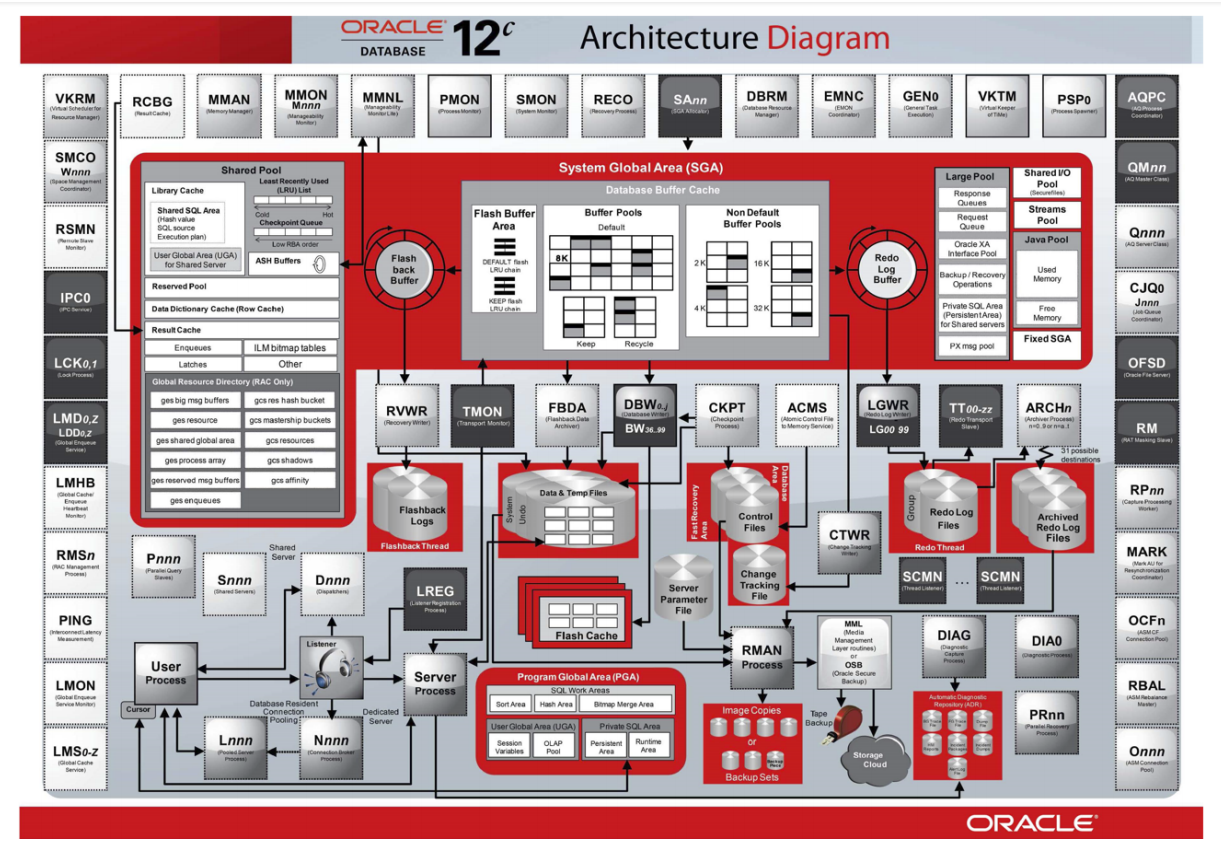 ORACLE
DATABASE
12c
Architecture Diagram
VKRM
(Virtual Scheduler for
Resource Manager)
RCBG
(Result Cache)
MMAN
(Memory Manager)
MMON
Mnnn
(Manageability
Monitor)
MMNL
(Manageability
Monitor Lite)
PMON
(Process Monitor)
SMON
(System Monitor)
RECO
(Recovery Process)
SAnn
(SGA Allocator)
DBRM
(Database Resource
Manager)
EMNC
(EMON
Coordinator)
GEN0
(General Task
Execution)
VKTM
(Virtual Keeper
of TiMe)
PSP0
(Process Spawner)
AQPC
(AQ Process
Coordinator)
SMCO
Wnnn
(Space Management
Coordinator)
RSMN
(Remote Slave
Monitor)
IPC0
(IPC Service)
LCK0,1
(Lock Process)
LMD0,Z
LDD0,Z
(Global Enqueue
Service)
LMHB
(Global Cache/
Enqueue
Heartbeat
Monitor)
RMSn
(RAC Management
Process)
PING
(Interconnect Latency
Measurement)
LMON
(Global Enqueue
Service Monitor)
LMS0-Z
(Global Cache
Service)
QMnn
(AQ Master Class)
Qnnn
(AQ Server Class)
CJQ0
Jnnn
(Job Queue
Coordinator)
OFSD
(Oracle File Server)
RM
(RAT Masking Slave)
RPnn
(Capture Processing
Worker)
MARK
(Mark AU for
Resynchronization
Coordinator)
OCFn
(ASM CF
Connection Pool)
RBAL
(ASM Rebalance
Master)
Onnn
(ASM Connection
Pool)
System Global Area (SGA)
Shared Pool
Library Cache
Shared SQL Area
(Hash value
SQL source
Execution plan)
User Global Area (UGA)
for Shared Server
Least Recently Used
(LRU) List
Cold
Hot
Checkpoint Queue
Low RBA order
ASH Buffers
Reserved Pool
Data Dictionary Cache (Row Cache)
Result Cache
Enqueues
ILM bitmap tables
Latches
Other
Global Resource Directory (RAC Only)
ges big msg buffers
gcs res hash bucket
ges resource
gcs mastership buckets
ges shared global area
gcs resources
ges process array
gcs shadows
ges reserved msg buffers
gcs affinity
ges enqueues
Flash
back
Buffer
Database Buffer Cache
Flash Buffer
Area
DEFAULT flash
LRU chain
KEEP flash
LRU chain
Buffer Pools
Default
8K
Keep
Recycle
Non Default
Buffer Pools
2 K
16K
4 K
32 K
Redo
Log
Buffer
Large Pool
Response
Queues
Request
Queue
Oracle XA
Interface Pool
Backup / Recovery
Operations
Private SQL Area
(Persistent Area)
for Shared servers
PX msg pool
Shared I/O
Pool
(Securefiles)
Streams
Pool
Java Pool
Used
Memory
Free
Memory
Fixed SGA
RVWR
(Recovery Writer)
TMON
(Transport Monitor)
FBDA
(Flashback Data
Archiver)
DBW0..j
(Database Writer)
BW36..99
CKPT
(Checkpoint
Process)
ACMS
(Atomic Control File
to Memory Service)
LGWR
(Redo Log Writer)
LG00 99
TT00-zz
(Redo Transport
Slave)
ARCHn
(Archiver Process)
n=0..9 or n=a..t
31 possible
destinations
Flashback
Logs
Flashback Thread
System
Undo
Data & Temp Files
Fast Recovery
Area
Database
Area
Control
Files
Change
Tracking
File
CTWR
(Change Tracking
Writer)
Group
Redo Log
Files
Redo Thread
Archived
Redo Log
Files
SCMN
(Thread Listener)
...
SCMN
(Thread Listener)
Pnnn
(Parallel Query
Slaves)
Shared
Server
Snnn
(Shared Servers)
Dnnn
(Dispatchers)
LREG
(Listener Registration
Process)
Flash Cache
Server
Parameter
File
User
Process
Cursor
Listener
Server
Process
Database Resident
Connection
Pooling
Dedicated
Server
Lnnn
(Pooled Server
Process)
Nnnn
(Connection Broker
Process)
Program Global Area (PGA)
SQL Work Areas
Sort Area
Hash Area
Bitmap Merge Area
User Global Area (UGA)
Session
Variables
OLAP
Pool
Private SQL Area
Persistent
Area
Runtime
Area
RMAN
Process
MML
(Media
Management
Layer routines)
or
OSB
(Oracle Secure
Backup)
Image Copies
or
Backup
Piece
Backup Sets
Tape
Backup
Storage
Cloud
DIAG
(Diagnostic
Capture
Process)
DIA0
(Diagnostic Process)
PRnn
(Parallel Recovery
Process)
Automatic Diagnostic
Repository (ADR)
ORACLE